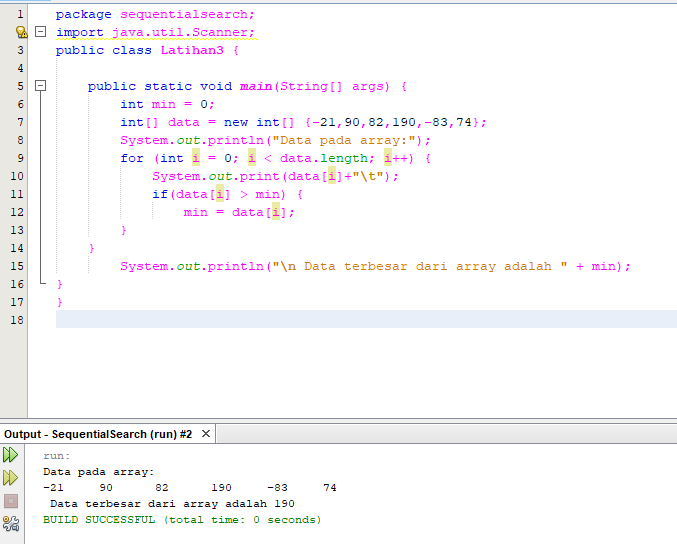 1 package sequentialsearch;
import java.util.Scanner;
3 public class Latihan3 {
4
5 public static void main(String[] args) {
6 int min = 0;
7 int[] data = new int[] {-21,90,82,190,-83,74};
8 System.out.println("Data pada array:");
9 for (int i = 0; i < data.length; i++) {
10 System.out.print(data[i]+"\t");
11 if(data[i] > min) {
12 min = data[i];
13 }
14 }
15 System.out.println("\n Data terbesar dari array adalah " + min);
16 }
17 }
18
Output - SequentialSearch (run) #2 ×
run:
Data pada array:
-21 90 82 190 -83 74
Data terbesar dari array adalah 190
BUILD SUCCESSFUL (total time: 0 seconds)